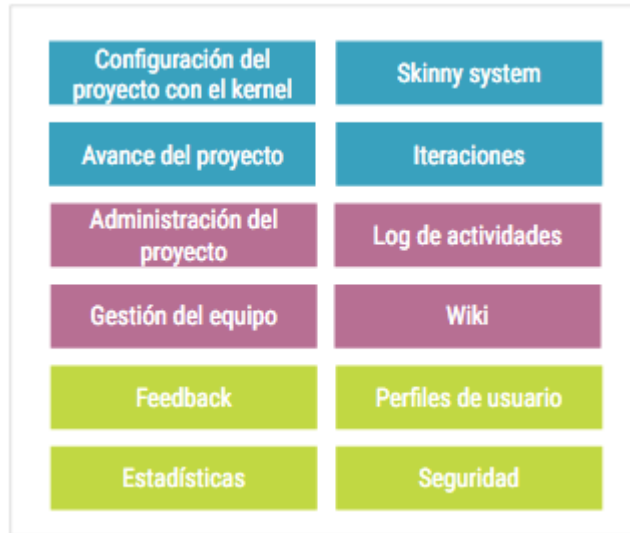 Configuración del
proyecto con el kernel
Skinny system
Avance del proyecto
Iteraciones
Administración del
proyecto
Log de actividades
Gestión del equipo
Wiki
Feedback
Perfiles de usuario
Estadísticas
Seguridad